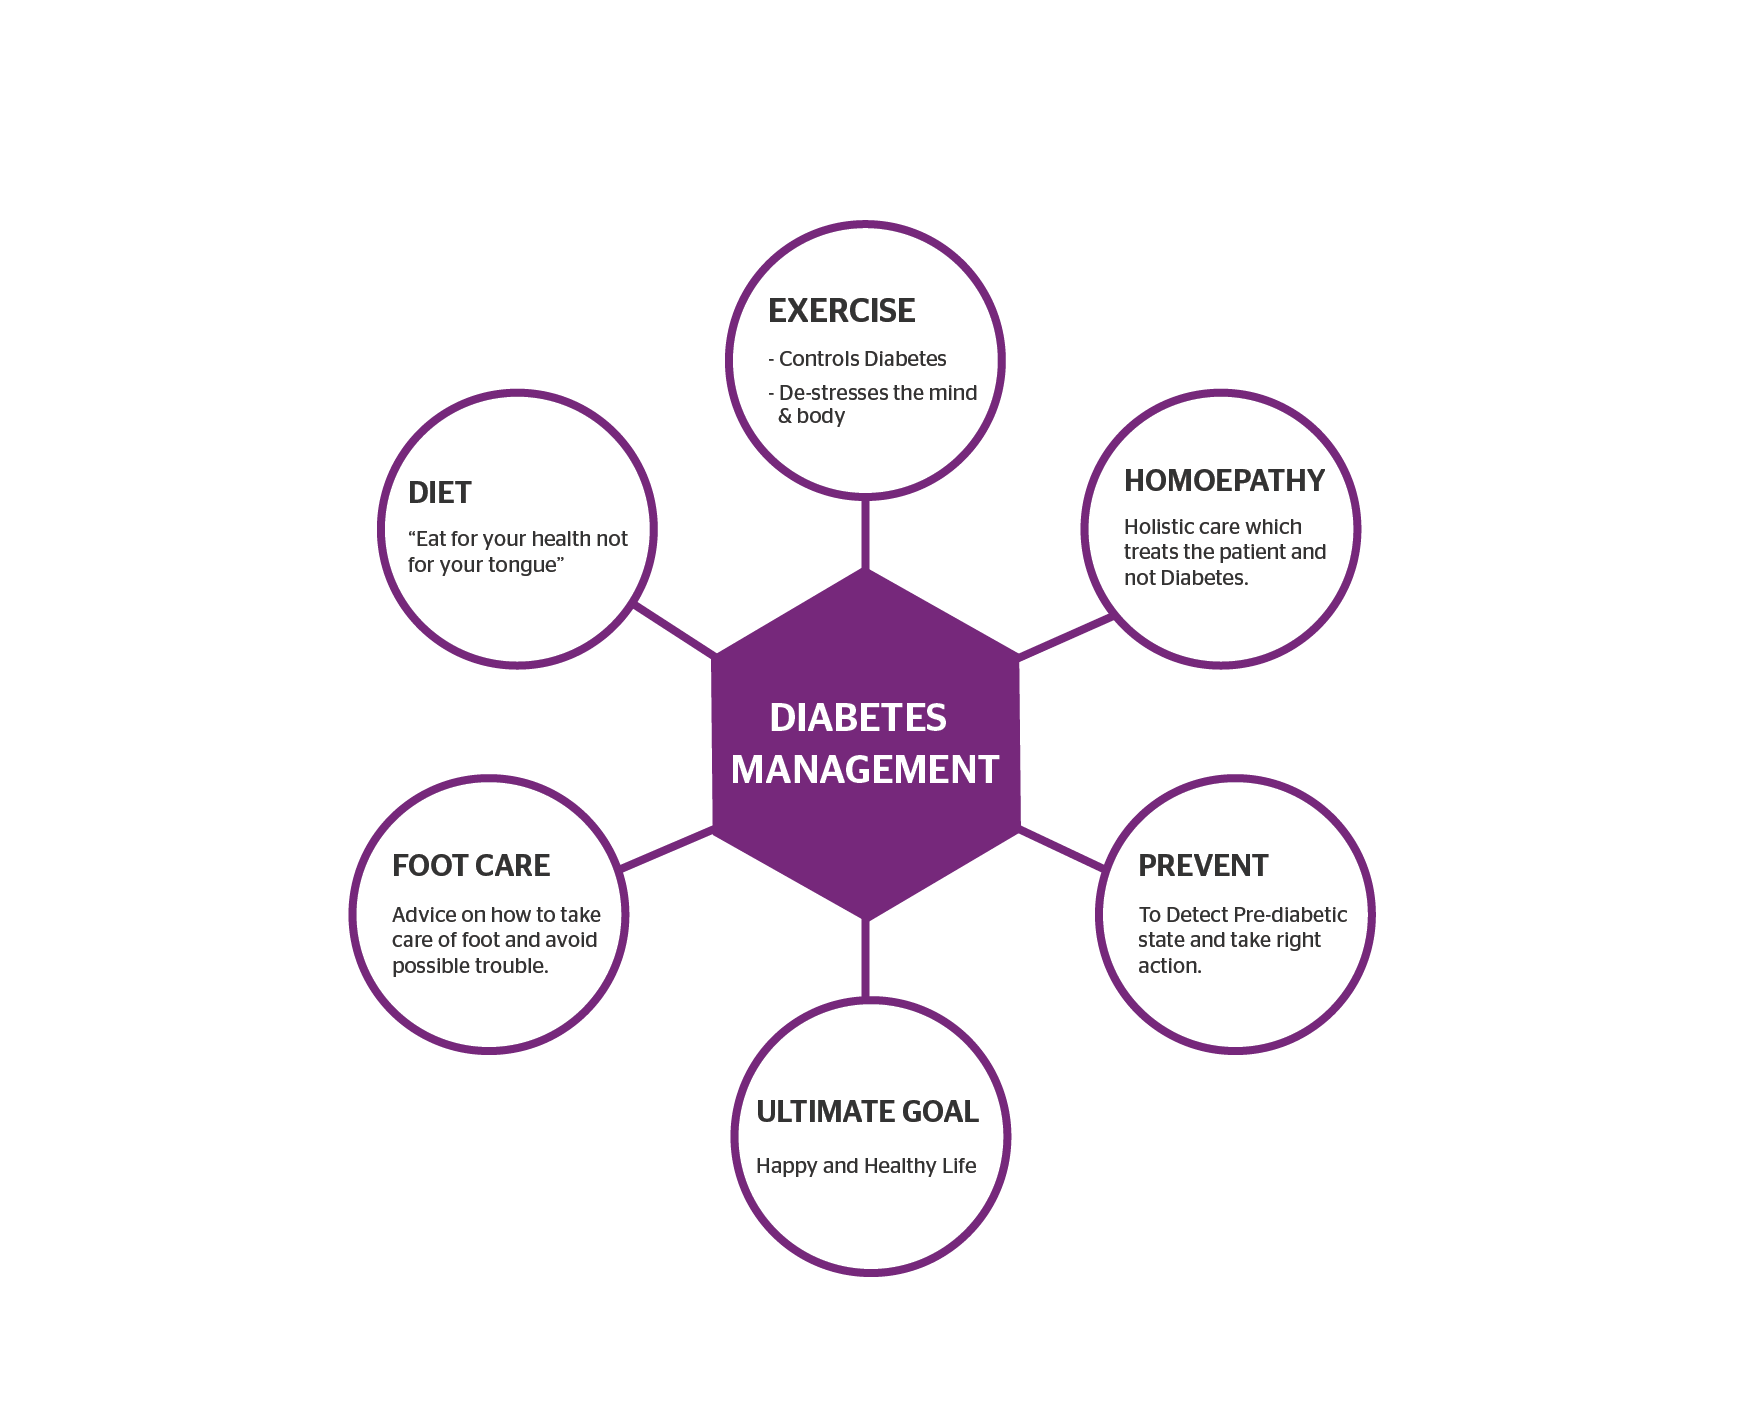 EXERCISE
- Controls Diabetes
- De-stresses the mind
& body
DIET
“Eat for your health not
for your tongue”
HOMOEPATHY
Holistic care which
treats the patient and
not Diabetes.
DIABETES
MANAGEMENT
FOOT CARE
Advice on how to take
care of foot and avoid
possible trouble.
PREVENT
To Detect Pre-diabetic
state and take right
action.
ULTIMATE GOAL
Happy and Healthy Life